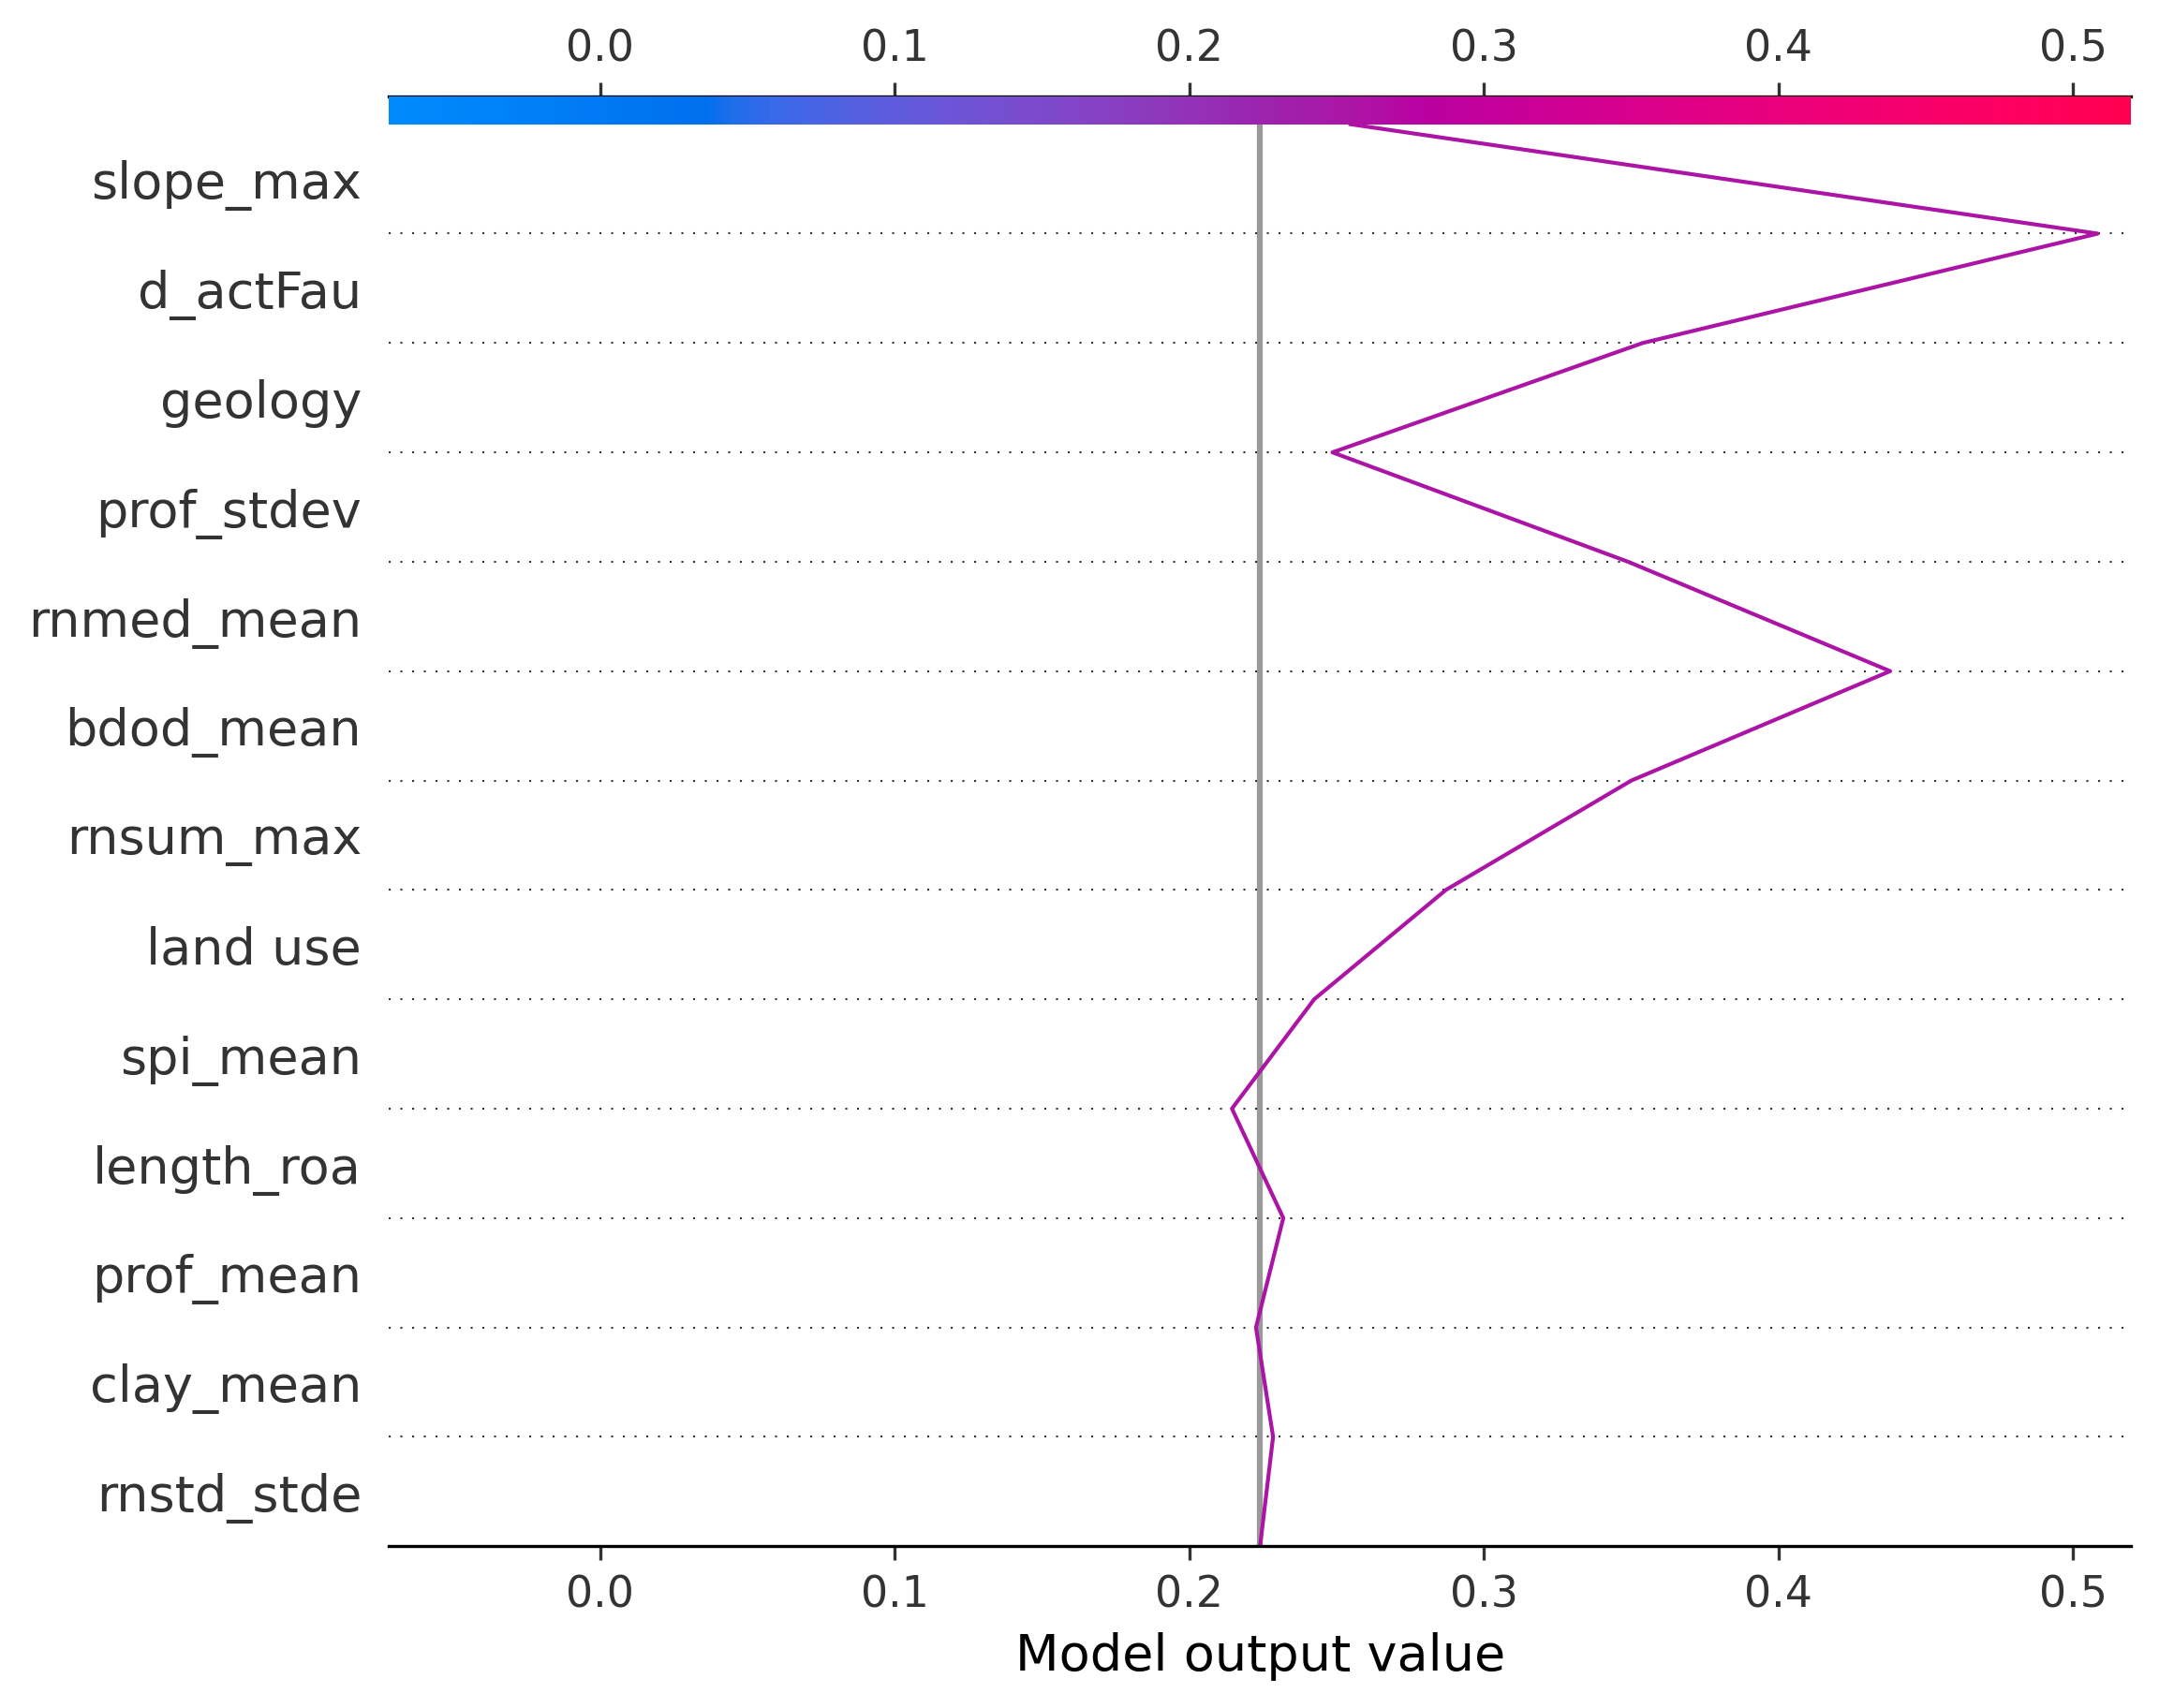 0.0 0.1 0.2 0.3 0.4 0.5
slope_max
d_actFau
geology
prof_stdev
rnmed_mean
bdod_mean
rnsum_max
land use
spi_mean
length_roa
prof_mean
clay_mean
rnstd_stde
0.0 0.1 0.2 0.3 0.4 0.5
Model output value